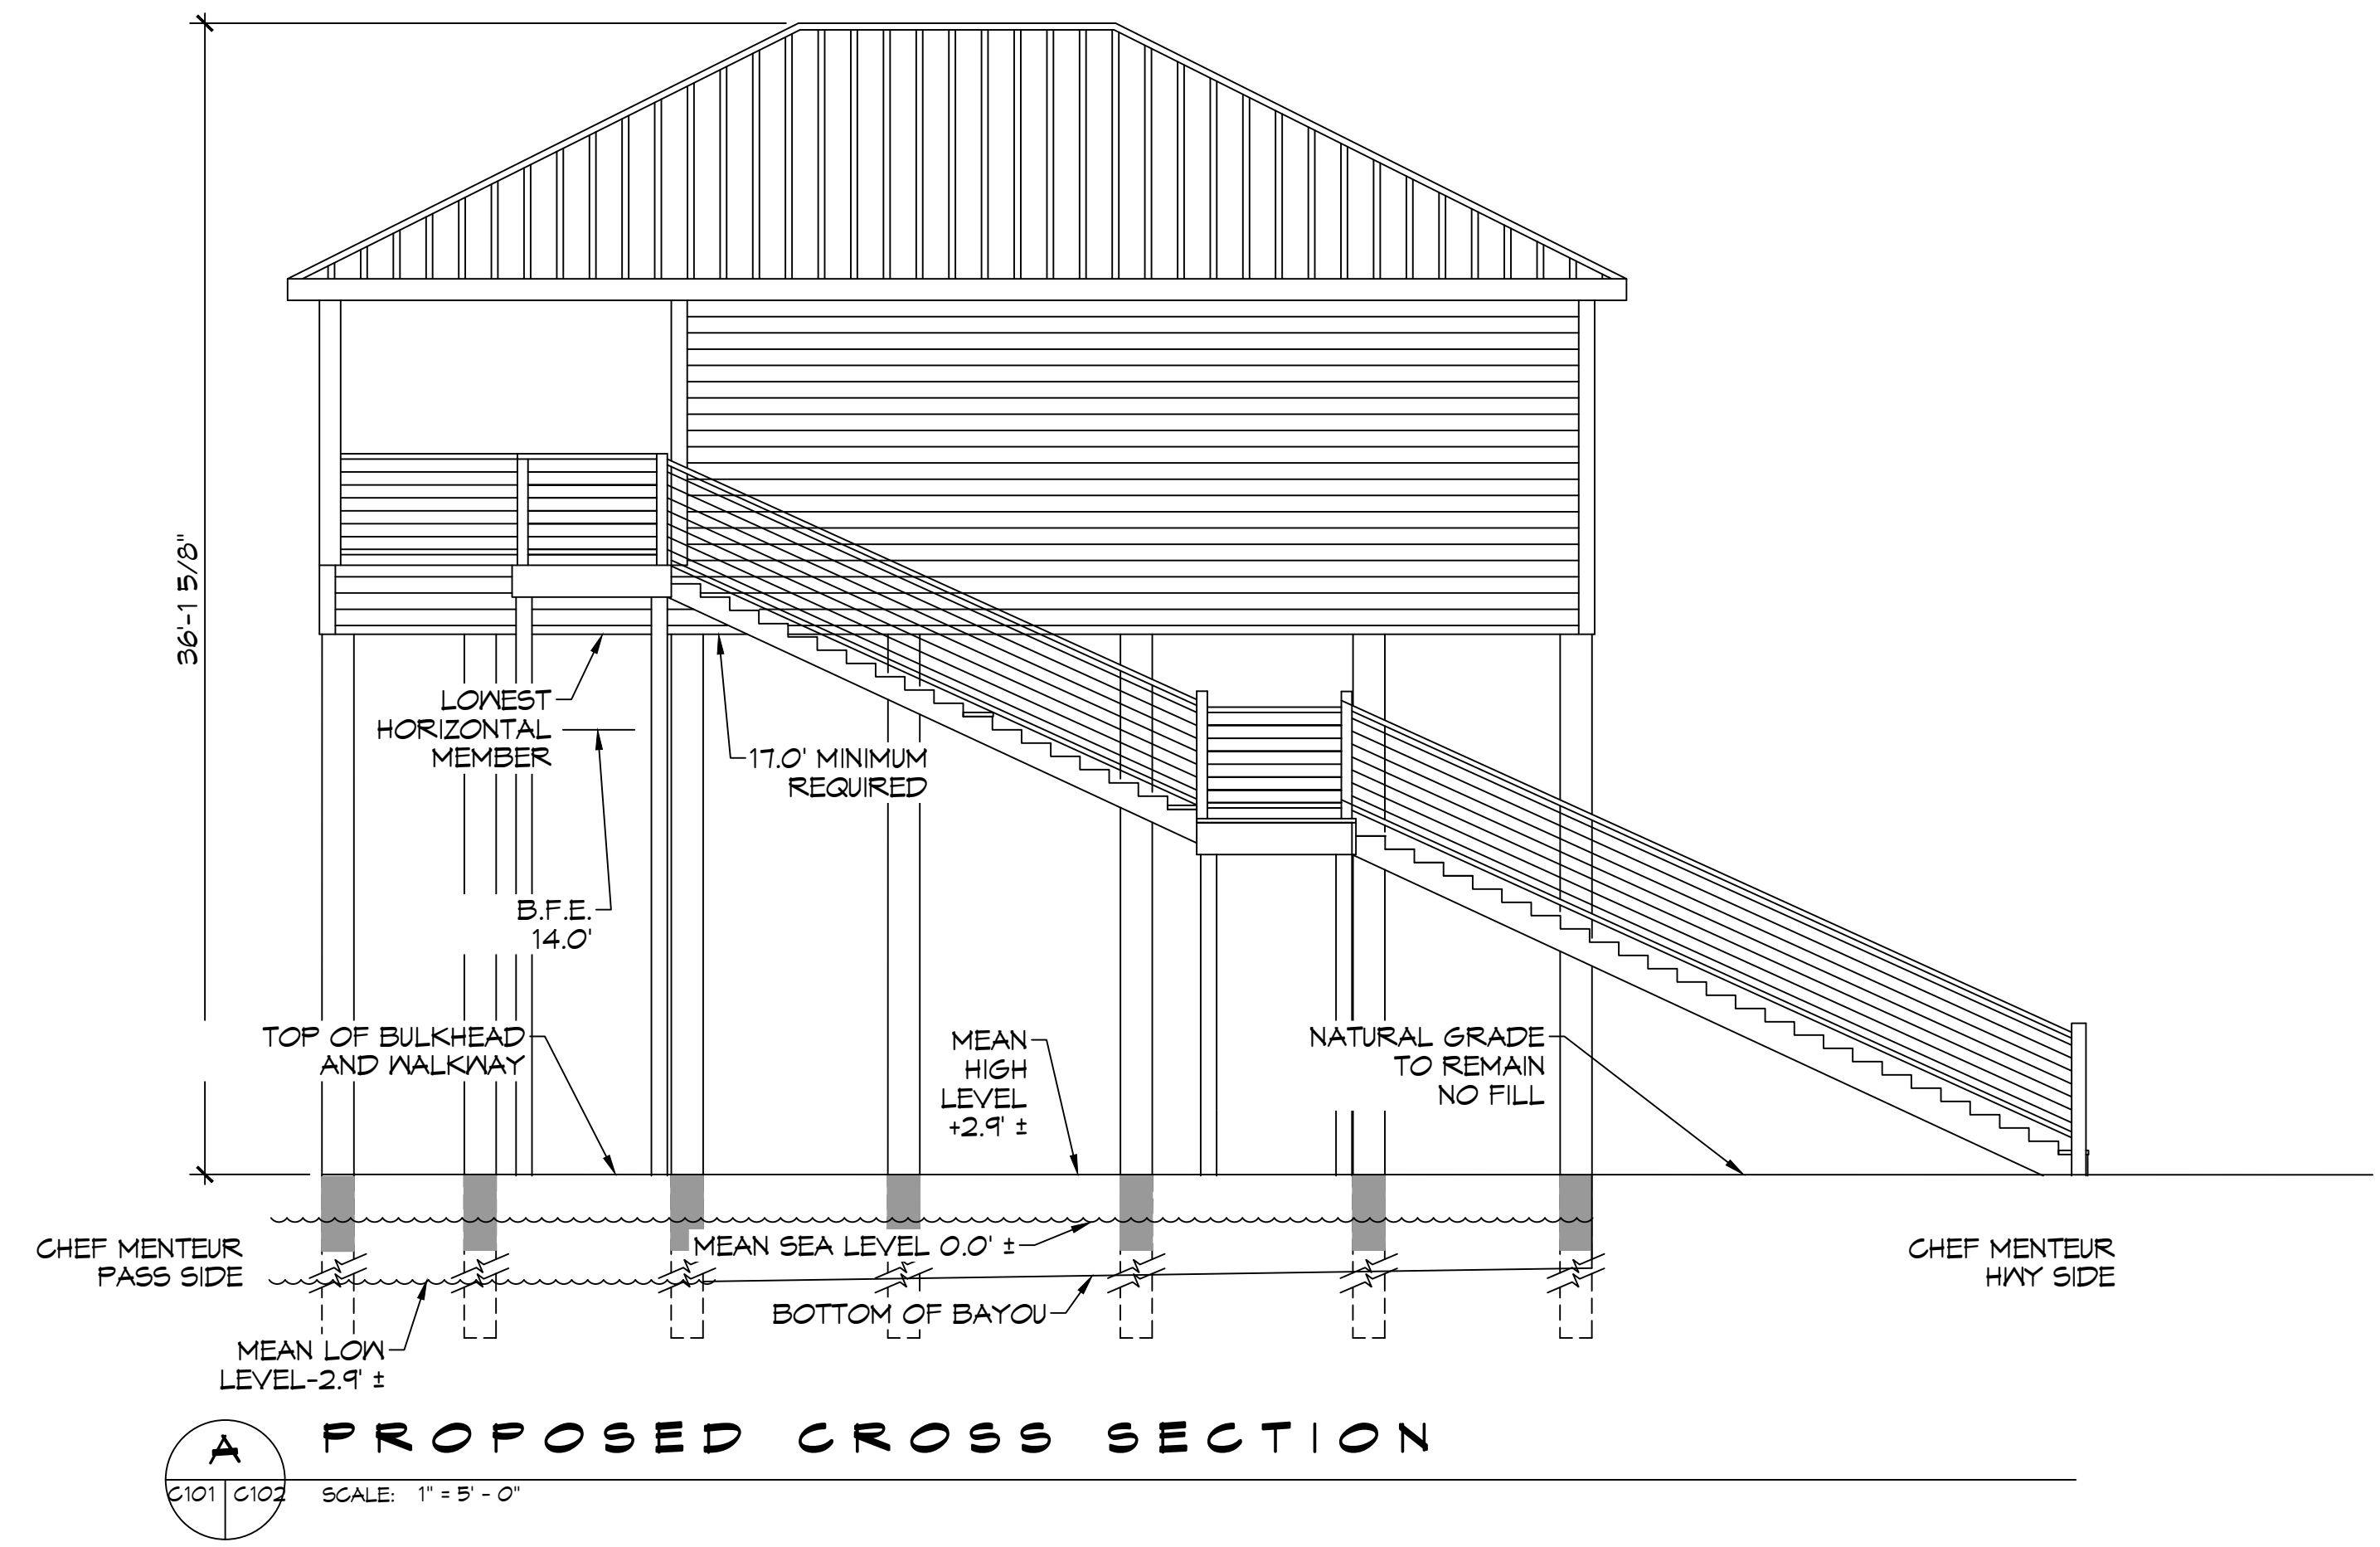 36'-1 5/8"
LOWEST
HORIZONTAL
MEMBER
17.0' MINIMUM
REQUIRED
B.F.E.
14.0'
TOP OF BULKHEAD
AND WALKWAY
MEAN
HIGH
LEVEL
+2.9' ±
NATURAL GRADE
TO REMAIN
NO FILL
CHEF MENTEUR
PASS SIDE
MEAN SEA LEVEL 0.0' ±
CHEF MENTEUR
HWY SIDE
BOTTOM OF BAYOU
MEAN LOW
LEVEL-2.9' ±
A
PROPOSED CROSS SECTION
C101 C102
SCALE: 1" = 5' - 0"